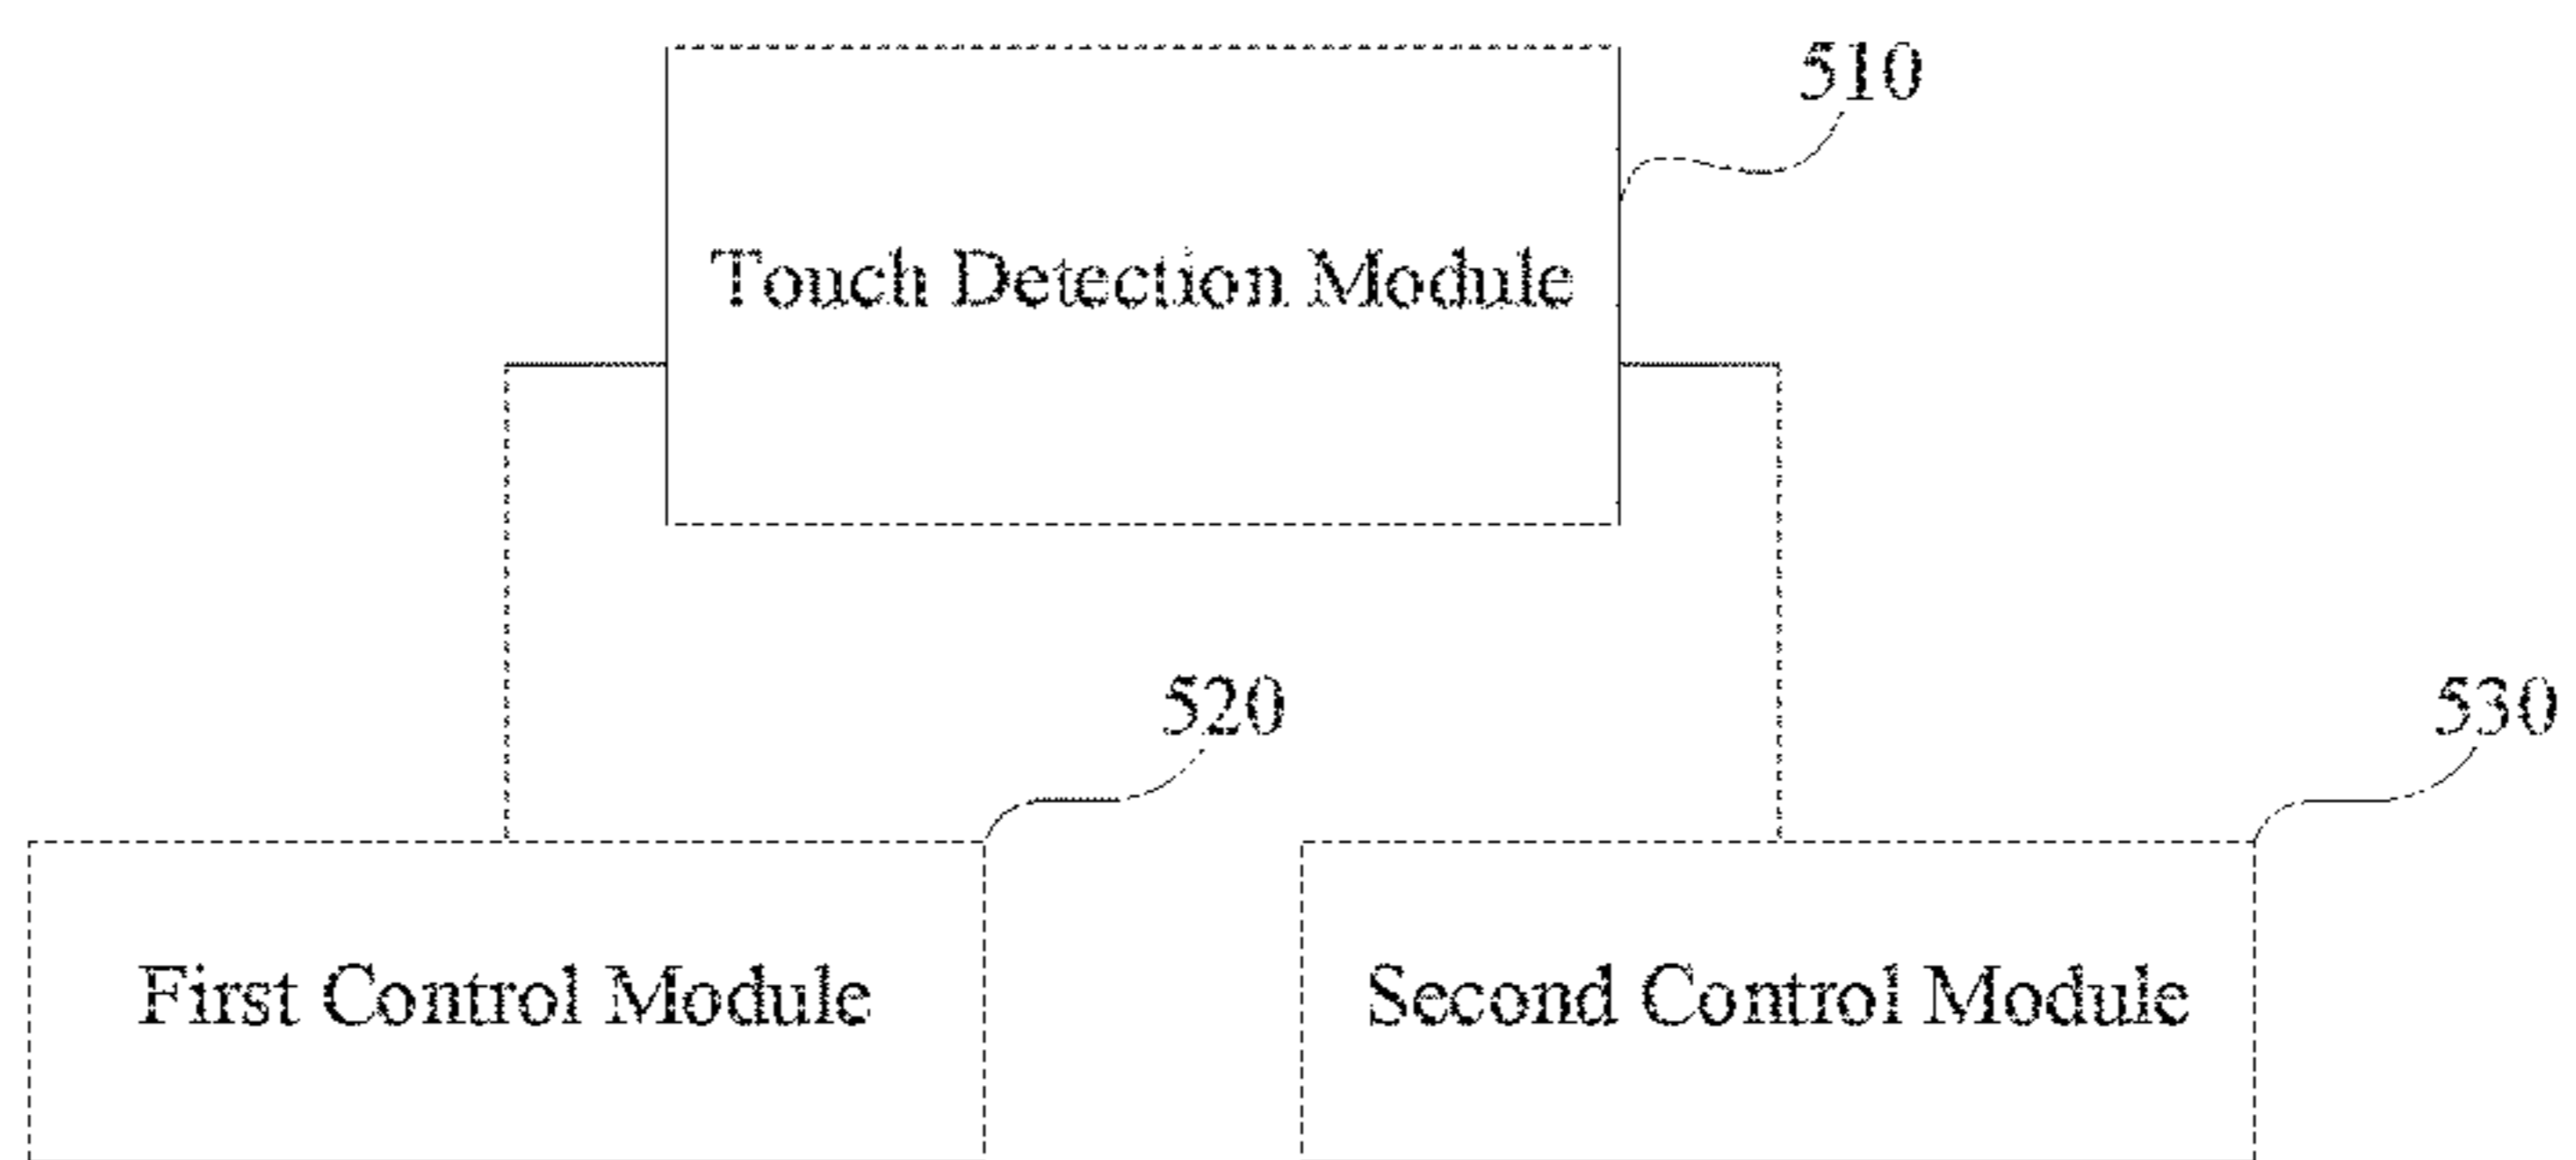 510
Touch Detection Module
520
530
First Control Module
Second Control Module